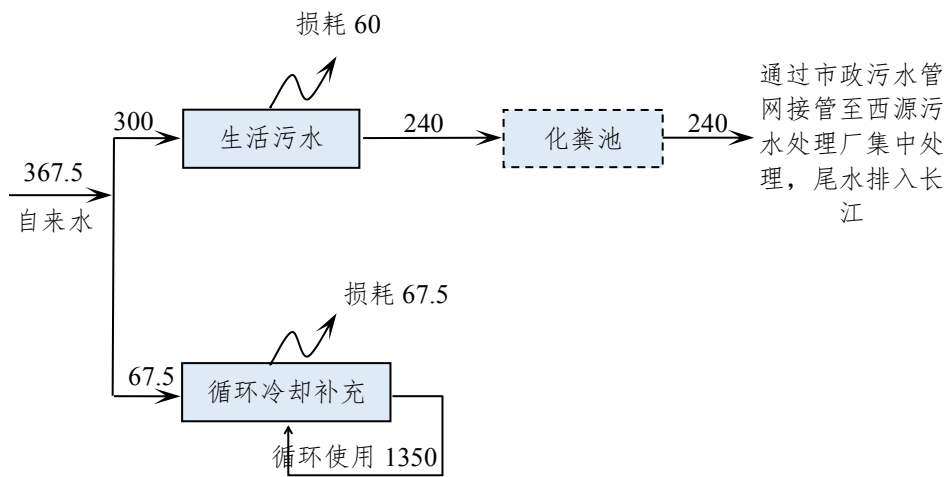 损耗 60
通过市政污水管
网接管至西源污
水处理厂集中处
理，尾水排入长
江
300
生活污水
240
化粪池
240
367.5
自来水
损耗 67.5
67.5
循环冷却补充
循环使用 1350